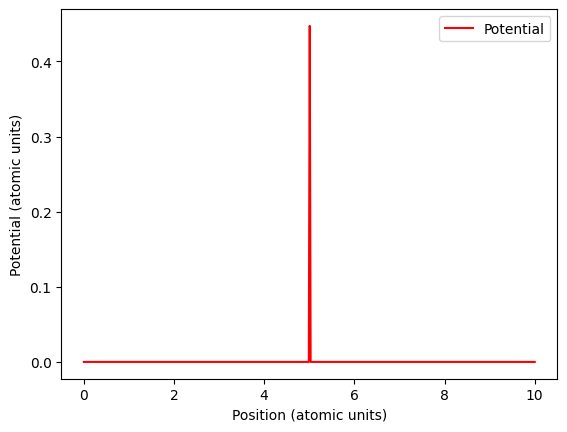 Potential
0.4
0.3
0.2
0.1
0.0
Potential (atomic units)
0 2 4 6 8 10
Position (atomic units)